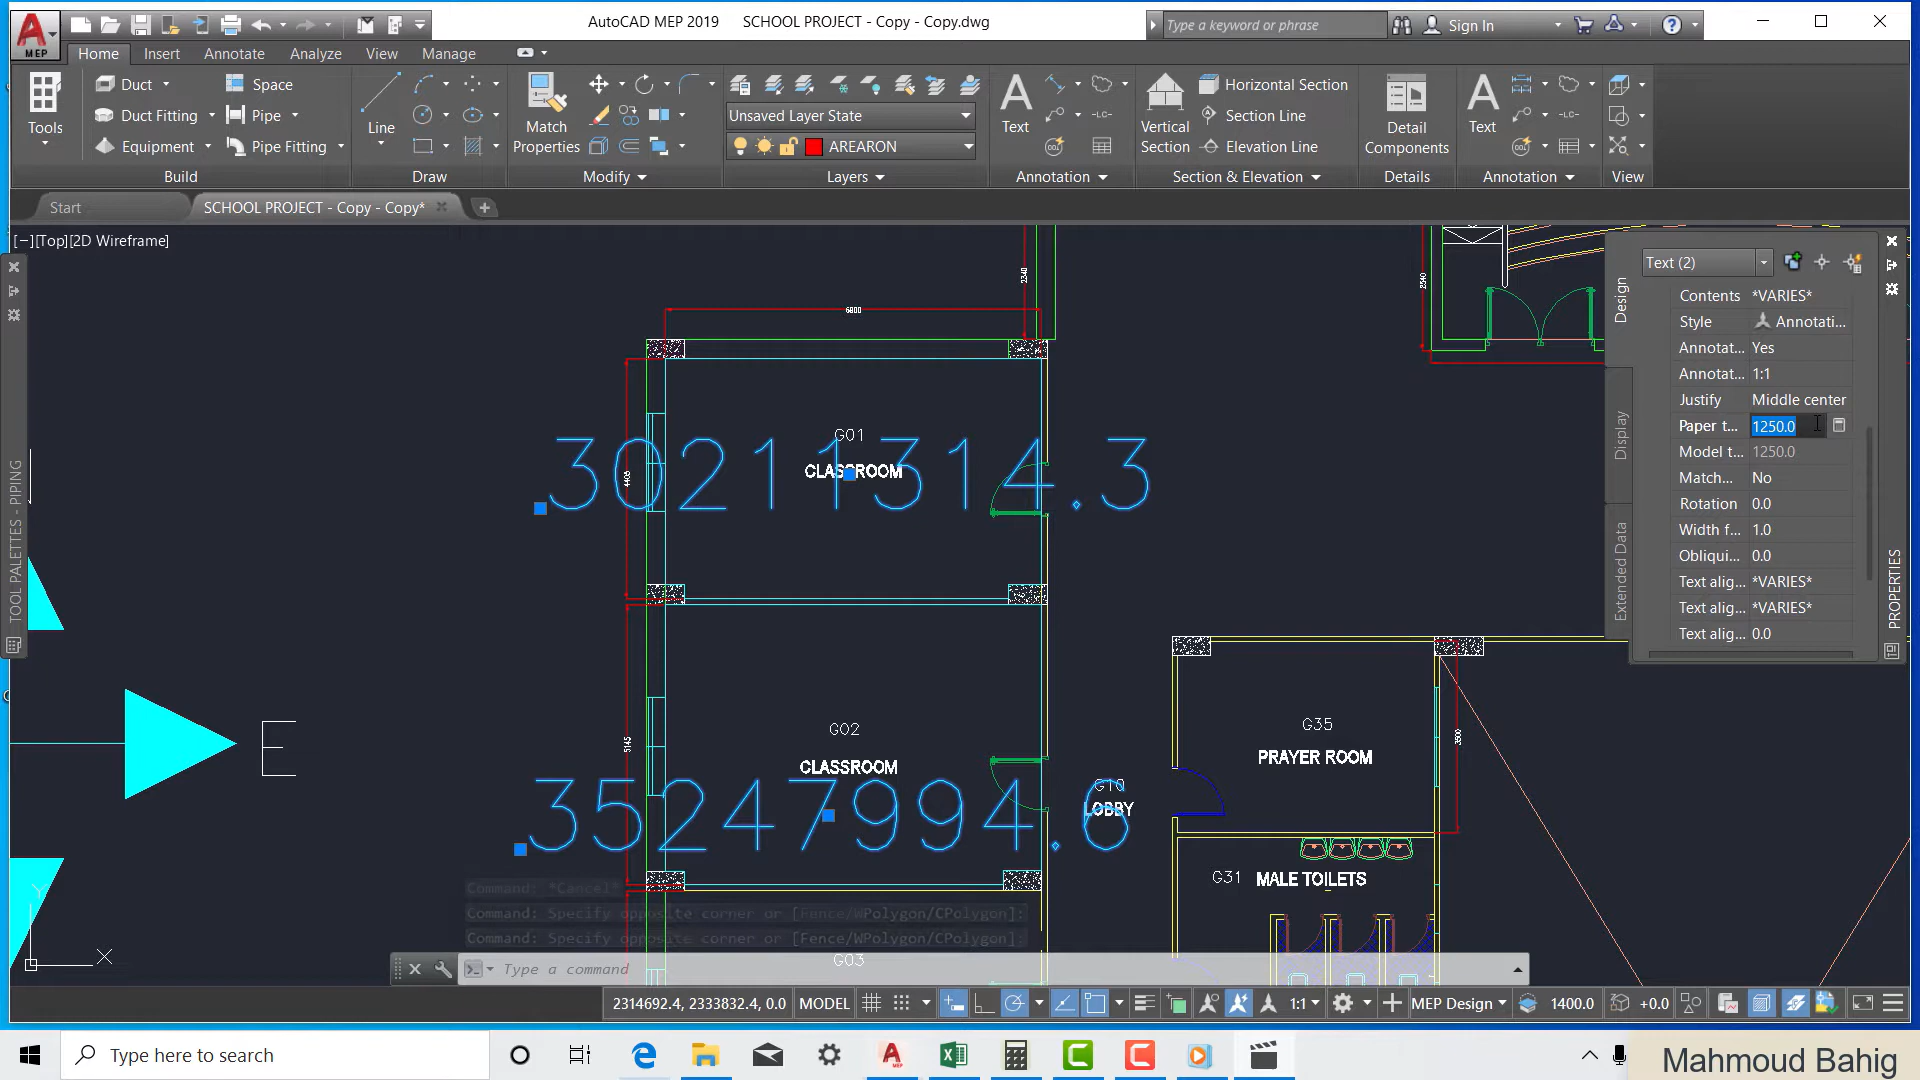 AutoCAD MEP 2019 SCHOOL PROJECT - Copy - Copy.dwg
Type a keyword or phrase
Sign In
MEP
Home Insert Annotate Analyze View Manage
Tools
Duct
Duct Fitting
Equipment
Space
Pipe
Pipe Fitting
Line
Match
Properties
Unsaved Layer State
AREARON
Text
Vertical
Section
Horizontal Section
Section Line
Elevation Line
Detail
Components
Text
Build Draw Modify Layers Annotation Section & Elevation Details Annotation View
Start SCHOOL PROJECT - Copy - Copy*
[−][Top][2D Wireframe]
TOOL PALETTES - PIPING
2340
6800
2540
G01
CLASSROOM
.30211314.3
4405
G02
CLASSROOM
.35247994.6
5145
G10
LOBBY
G35
PRAYER ROOM
3500
G31 MALE TOILETS
G03
E
Y
X
Text (2)
Contents *VARIES*
Style Annotati...
Annotat... Yes
Annotat... 1:1
Justify Middle center
Paper t... 1250.0
Model t... 1250.0
Match... No
Rotation 0.0
Width f... 1.0
Obliqui... 0.0
Text alig... *VARIES*
Text alig... *VARIES*
Text alig... 0.0
Design
Display
Extended Data
PROPERTIES
Command: *Cancel*
Command: Specify opposite corner or [Fence/WPolygon/CPolygon]:
Command: Specify opposite corner or [Fence/WPolygon/CPolygon]:
Type a command
2314692.4, 2333832.4, 0.0 MODEL 1:1 MEP Design 1400.0 +0.0
Type here to search
Mahmoud Bahig